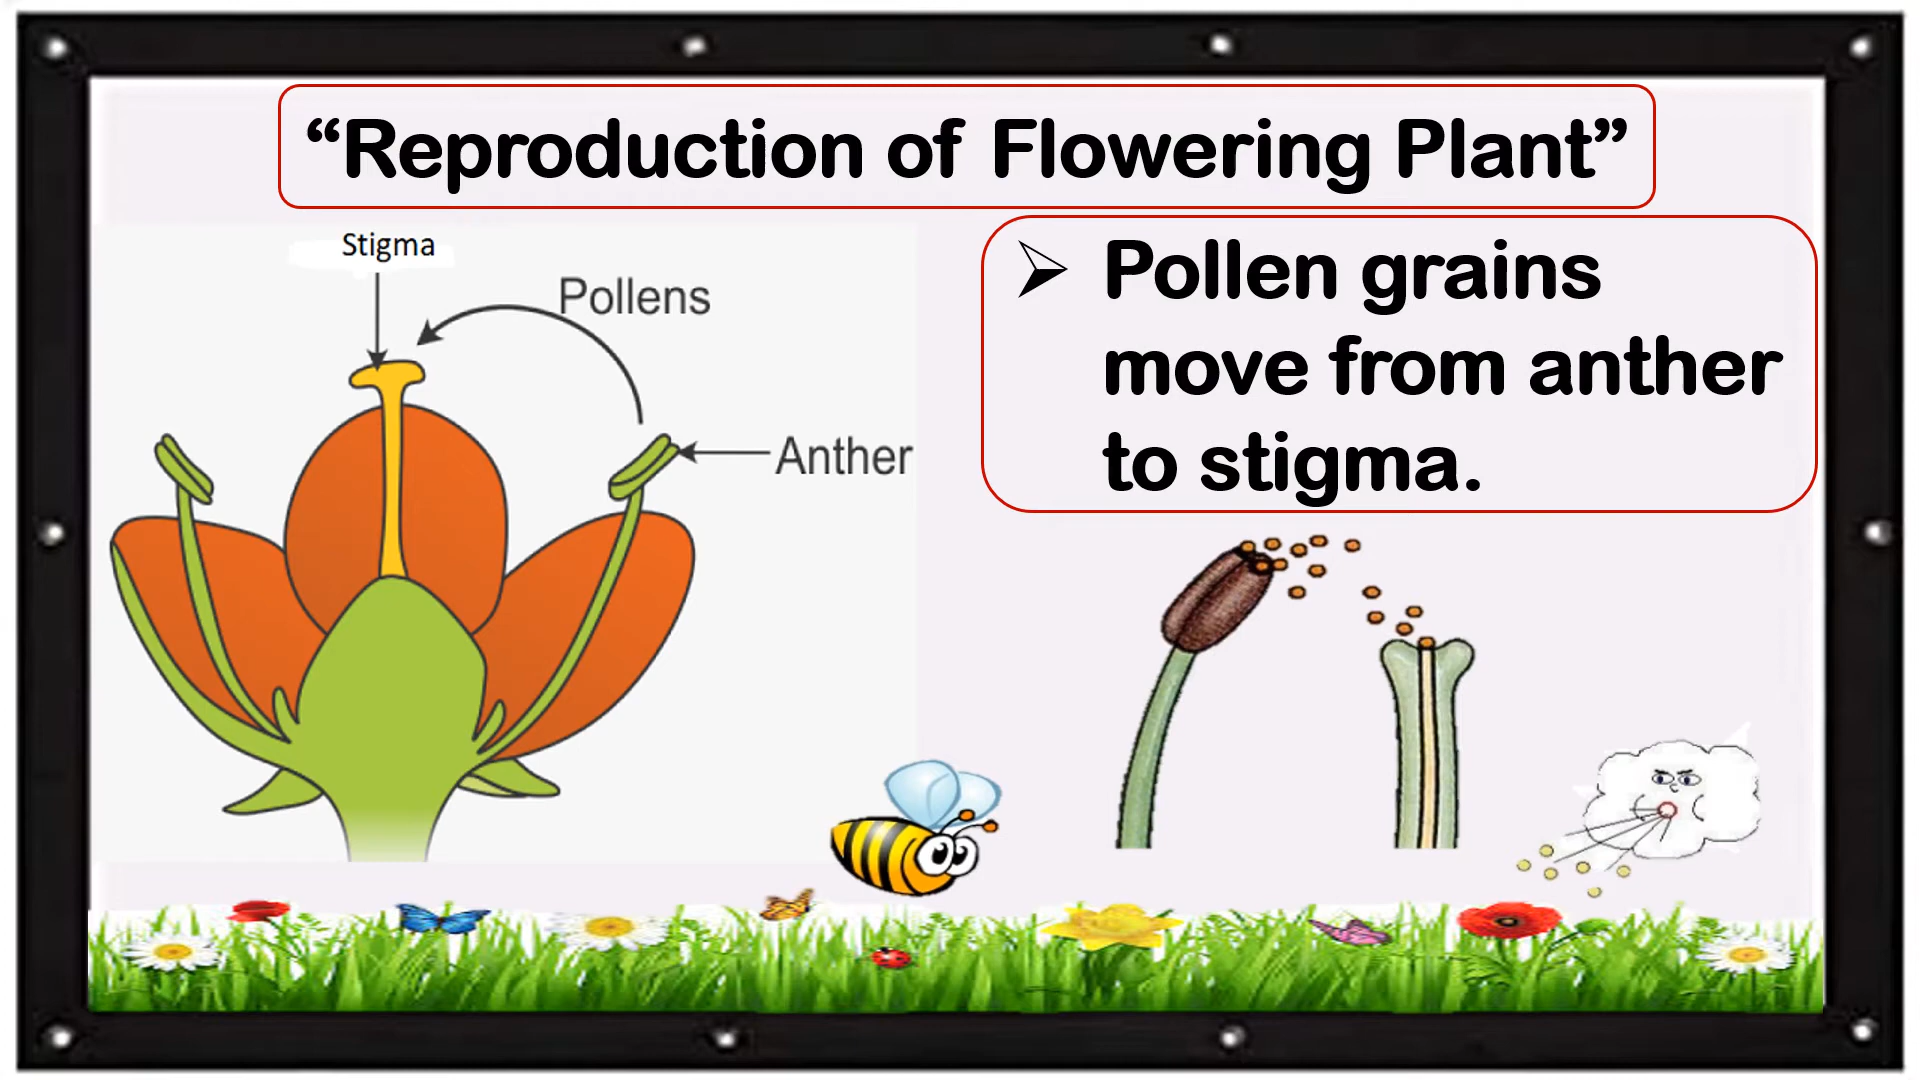 “Reproduction of Flowering Plant”
Stigma
Pollens
Anther
➢ Pollen grains
move from anther
to stigma.